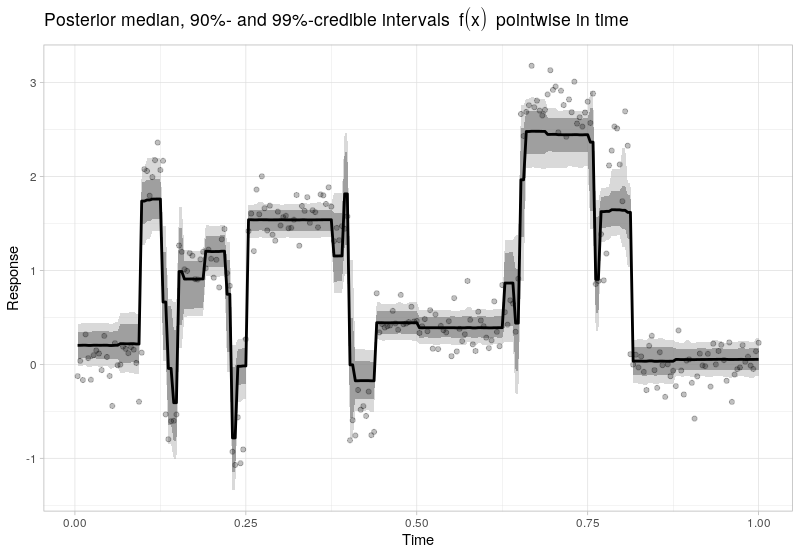 Posterior median, 90%- and 99%-credible intervals f(x) pointwise in time
3
2
1
0
-1
Response
0.00 0.25 0.50 0.75 1.00
Time